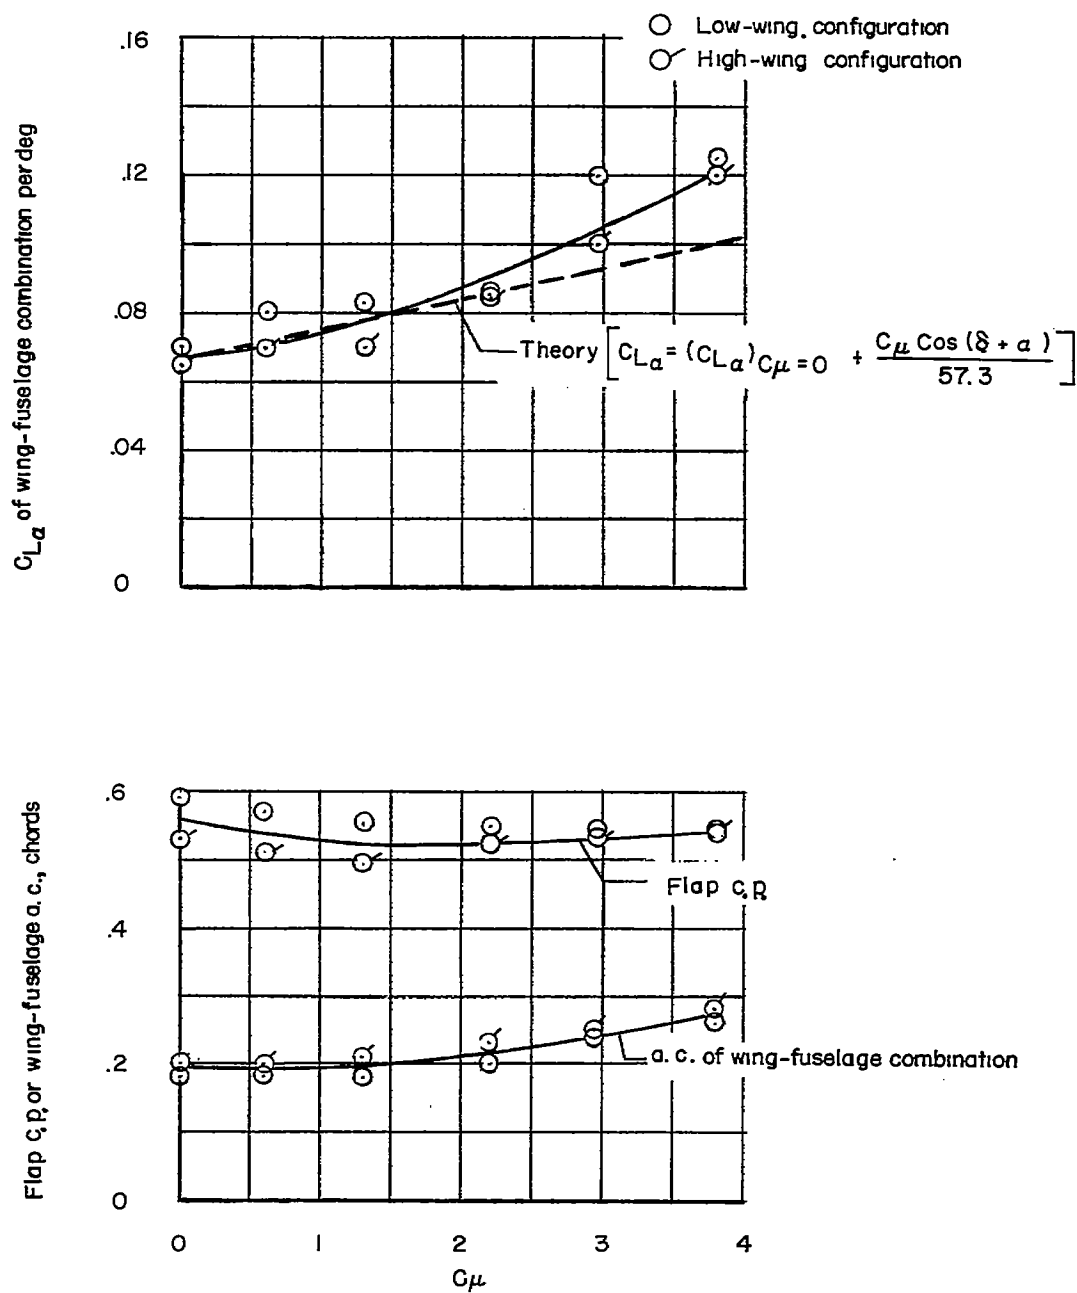 Low-wing. configuration
High-wing configuration
.16
.12
.08
.04
0
C_Lα of wing-fuselage combination per deg
Theory [C_Lα = (C_Lα)_Cμ=0 + Cμ Cos (δ + α) / 57.3]
.6
.4
.2
0
Flap c.p. or wing-fuselage a.c., chords
Flap c.p.
a.c. of wing-fuselage combination
0 1 2 3 4
Cμ